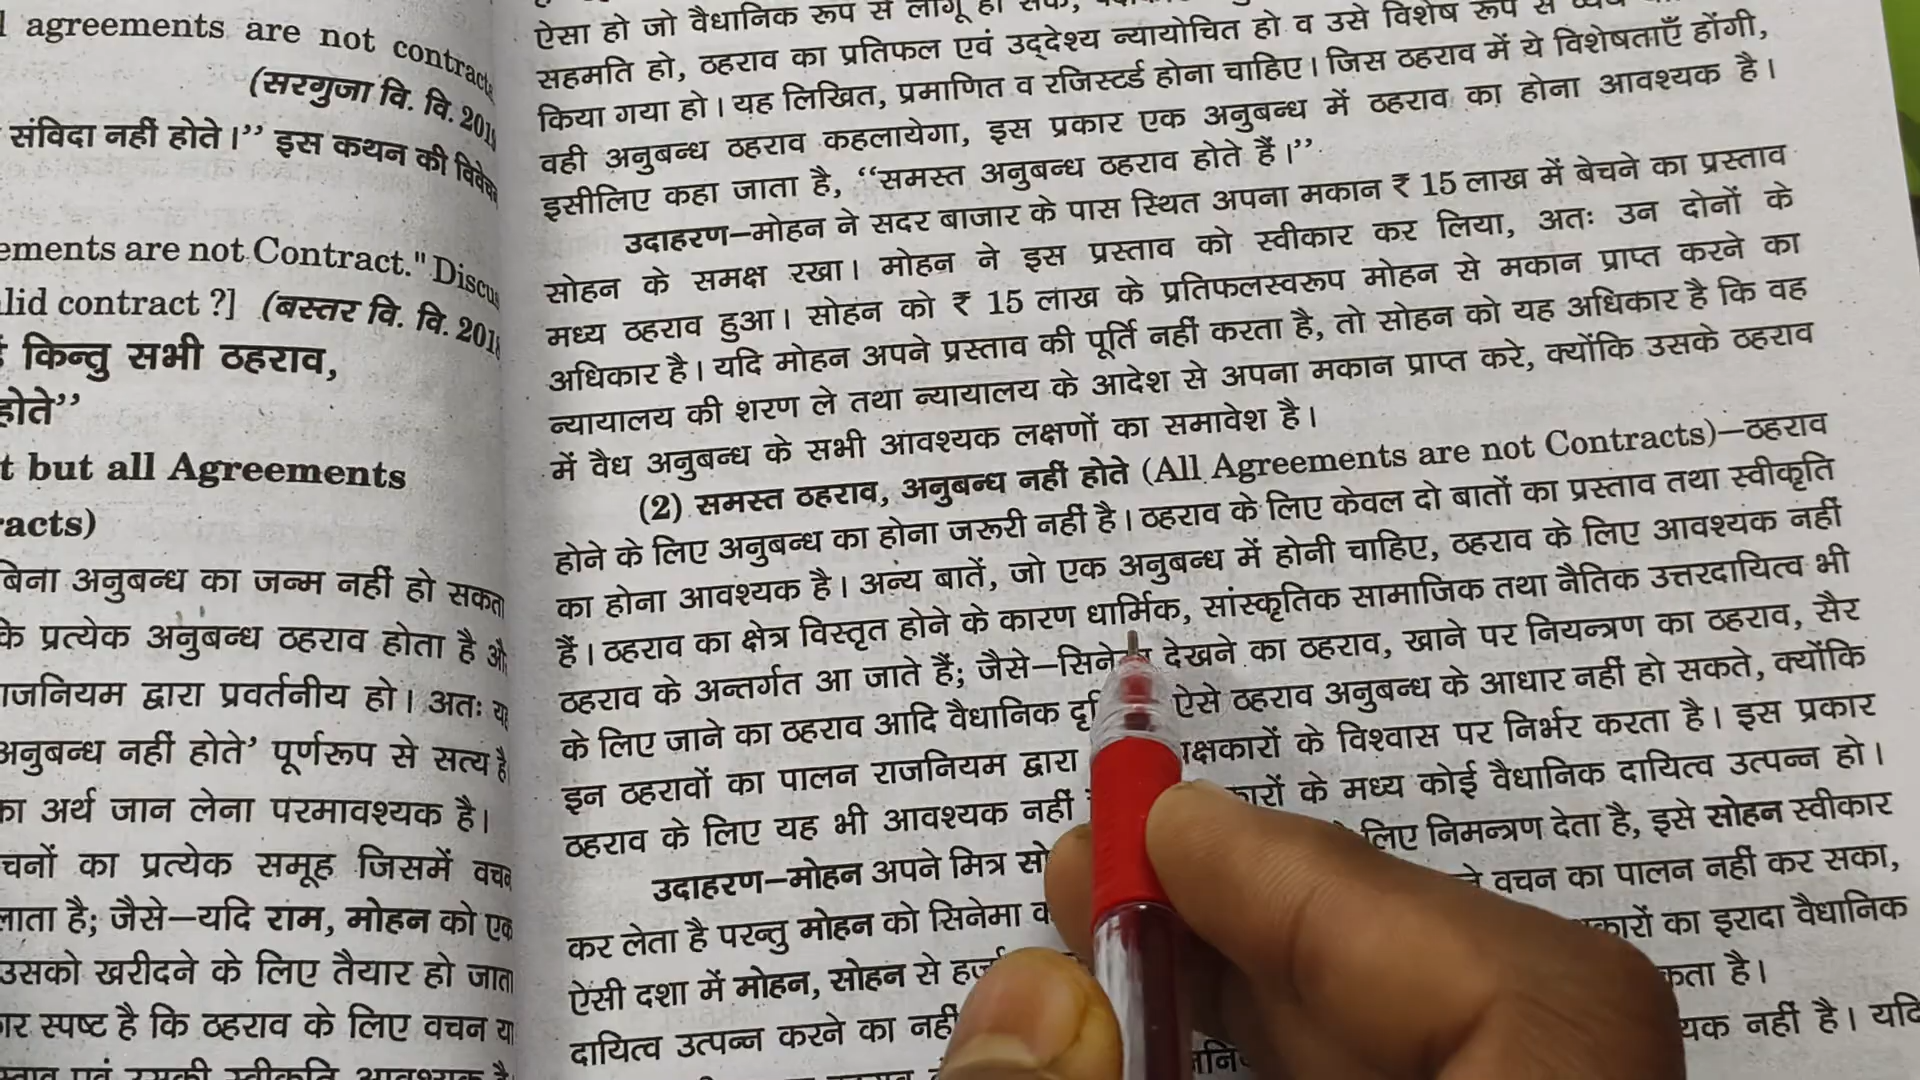 agreements are not contracts
(सरगुजा वि. वि. 2019
संविदा नहीं होते।” इस कथन की विवेचन
ements are not Contract." Discus
lid contract ?] (बस्तर वि. वि. 2018
किन्तु सभी ठहराव,
होते”
t but all Agreements
racts)
बिना अनुबन्ध का जन्म नहीं हो सकता
के प्रत्येक अनुबन्ध ठहराव होता है औ
ाजनियम द्वारा प्रवर्तनीय हो। अतः यह
अनुबन्ध नहीं होते’ पूर्णरूप से सत्य है
का अर्थ जान लेना परमावश्यक है।
चनों का प्रत्येक समूह जिसमें वचन
लाता है; जैसे—यदि राम, मोहन को एक
उसको खरीदने के लिए तैयार हो जाता
ार स्पष्ट है कि ठहराव के लिए वचन या
एवं उसकी स्वीकृति आवश्यक है
ऐसा हो जो वैधानिक रूप से लागू हो सके,
सहमति हो, ठहराव का प्रतिफल एवं उद्देश्य न्यायोचित हो व उसे विशेष रूप से
किया गया हो। यह लिखित, प्रमाणित व रजिस्टर्ड होना चाहिए। जिस ठहराव में ये विशेषताएँ होंगी,
वही अनुबन्ध ठहराव कहलायेगा, इस प्रकार एक अनुबन्ध में ठहराव का होना आवश्यक है।
इसीलिए कहा जाता है, “समस्त अनुबन्ध ठहराव होते हैं।”
उदाहरण—मोहन ने सदर बाजार के पास स्थित अपना मकान ₹ 15 लाख में बेचने का प्रस्ताव
सोहन के समक्ष रखा। मोहन ने इस प्रस्ताव को स्वीकार कर लिया, अतः उन दोनों के
मध्य ठहराव हुआ। सोहन को ₹ 15 लाख के प्रतिफलस्वरूप मोहन से मकान प्राप्त करने का
अधिकार है। यदि मोहन अपने प्रस्ताव की पूर्ति नहीं करता है, तो सोहन को यह अधिकार है कि वह
न्यायालय की शरण ले तथा न्यायालय के आदेश से अपना मकान प्राप्त करे, क्योंकि उसके ठहराव
में वैध अनुबन्ध के सभी आवश्यक लक्षणों का समावेश है।
(2) समस्त ठहराव, अनुबन्ध नहीं होते (All Agreements are not Contracts)—ठहराव
होने के लिए अनुबन्ध का होना जरूरी नहीं है। ठहराव के लिए केवल दो बातों का प्रस्ताव तथा स्वीकृति
का होना आवश्यक है। अन्य बातें, जो एक अनुबन्ध में होनी चाहिए, ठहराव के लिए आवश्यक नहीं
हैं। ठहराव का क्षेत्र विस्तृत होने के कारण धार्मिक, सांस्कृतिक सामाजिक तथा नैतिक उत्तरदायित्व भी
ठहराव के अन्तर्गत आ जाते हैं; जैसे—सिनेमा देखने का ठहराव, खाने पर नियन्त्रण का ठहराव, सैर
के लिए जाने का ठहराव आदि वैधानिक ऐसे ठहराव अनुबन्ध के आधार नहीं हो सकते, क्योंकि
इन ठहरावों का पालन राजनियम द्वारा पक्षकारों के विश्वास पर निर्भर करता है। इस प्रकार
ठहराव के लिए यह भी आवश्यक नहीं कारों के मध्य कोई वैधानिक दायित्व उत्पन्न हो।
उदाहरण—मोहन अपने मित्र सो लिए निमन्त्रण देता है, इसे सोहन स्वीकार
कर लेता है परन्तु मोहन को सिनेमा वचन का पालन नहीं कर सका,
ऐसी दशा में मोहन, सोहन से कारों का इरादा वैधानिक
दायित्व उत्पन्न करने का नहीं कता है।
यक नहीं है। यदि